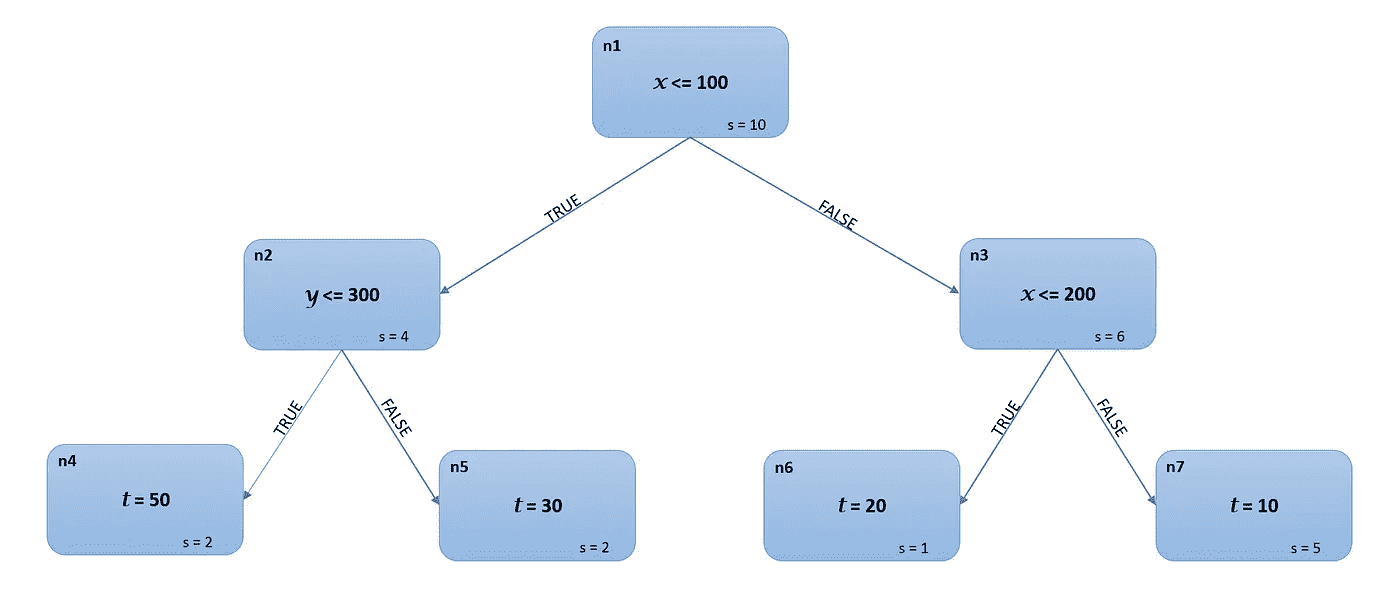 n1
x <= 100
s = 10
TRUE
FALSE
n2
y <= 300
s = 4
n3
x <= 200
s = 6
TRUE
FALSE
TRUE
FALSE
n4
t = 50
s = 2
n5
t = 30
s = 2
n6
t = 20
s = 1
n7
t = 10
s = 5